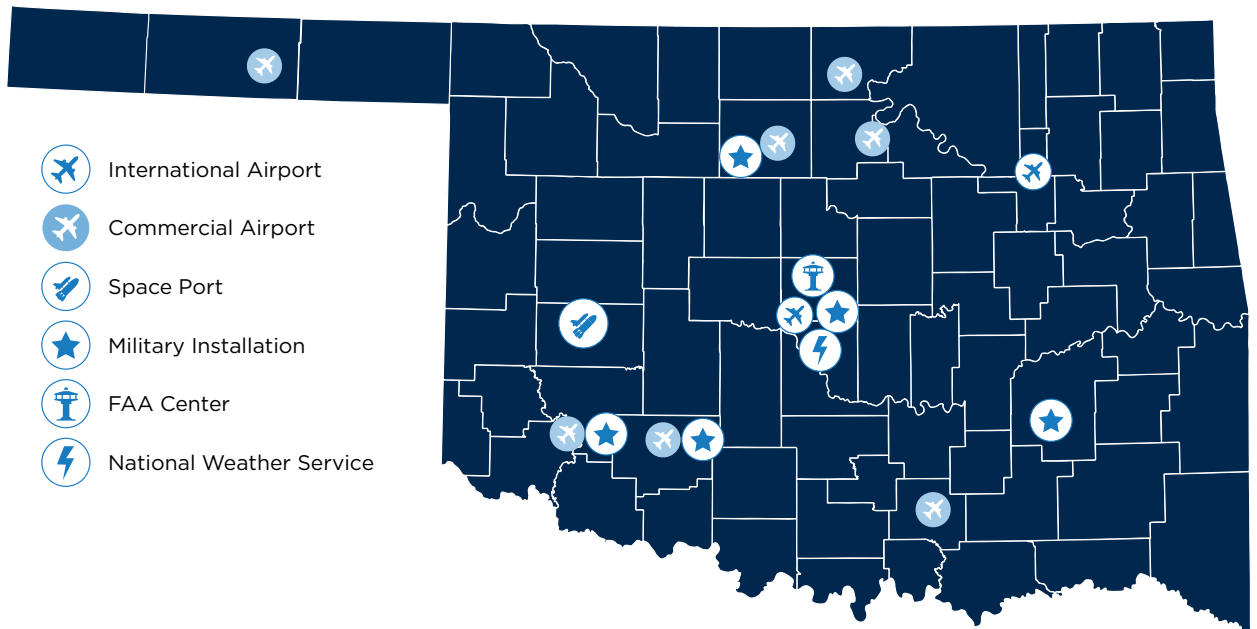 International Airport
Commercial Airport
Space Port
Military Installation
FAA Center
National Weather Service